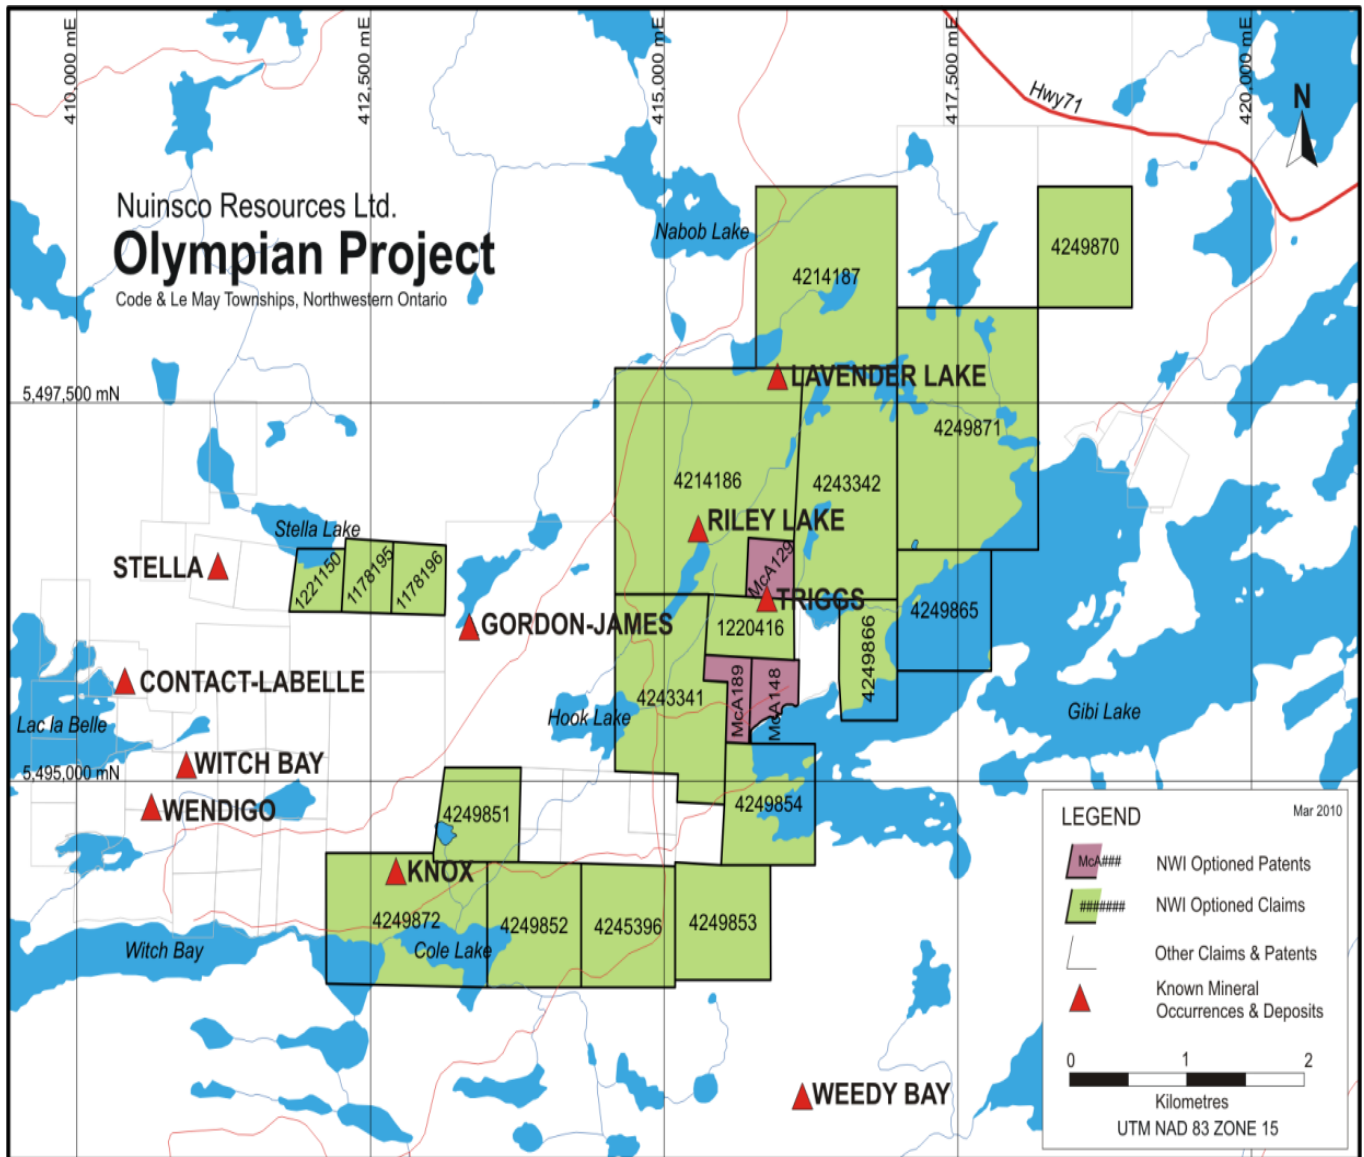 410,000 mE
412,500 mE
415,000 mE
417,500 mE
420,000 mE
Hwy71
N
Nuinsco Resources Ltd.
Olympian Project
Code & Le May Townships, Northwestern Ontario
Nabob Lake
4249870
4214187
LAVENDER LAKE
5,497,500 mN
4249871
4214186
4243342
RILEY LAKE
Stella Lake
STELLA
1221150
1178195
1178196
McA129
TRIGGS
4249865
GORDON-JAMES
1220416
4249866
CONTACT-LABELLE
4243341
McA189
McA148
Lac la Belle
Hook Lake
Gibi Lake
WITCH BAY
5,495,000 mN
WENDIGO
4249851
4249854
KNOX
4249872
4249852
4245396
4249853
Witch Bay
Cole Lake
WEEDY BAY
LEGEND
Mar 2010
McA###
NWI Optioned Patents
#######
NWI Optioned Claims
Other Claims & Patents
Known Mineral
Occurrences & Deposits
0 1 2
Kilometres
UTM NAD 83 ZONE 15